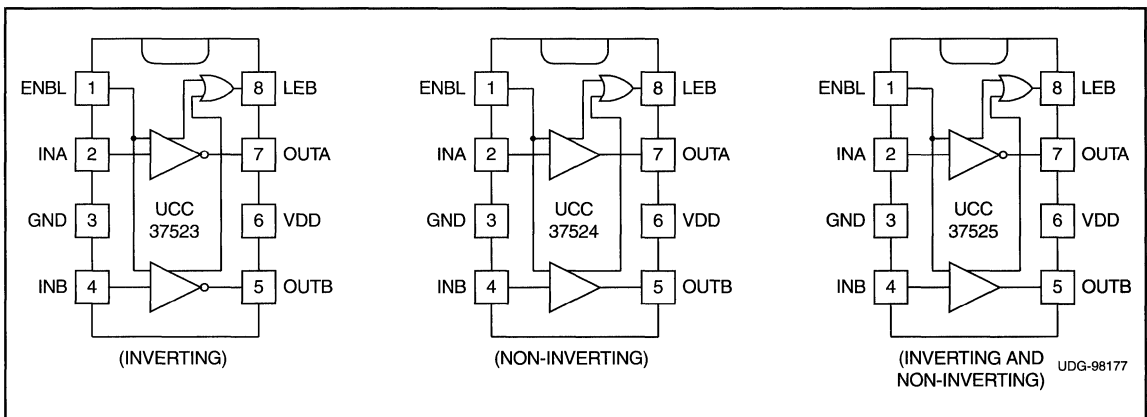 ENBL 1 8 LEB
INA 2 7 OUTA
GND 3 UCC 37523 6 VDD
INB 4 5 OUTB
(INVERTING)
ENBL 1 8 LEB
INA 2 7 OUTA
GND 3 UCC 37524 6 VDD
INB 4 5 OUTB
(NON-INVERTING)
ENBL 1 8 LEB
INA 2 7 OUTA
GND 3 UCC 37525 6 VDD
INB 4 5 OUTB
(INVERTING AND
NON-INVERTING)
UDG-98177